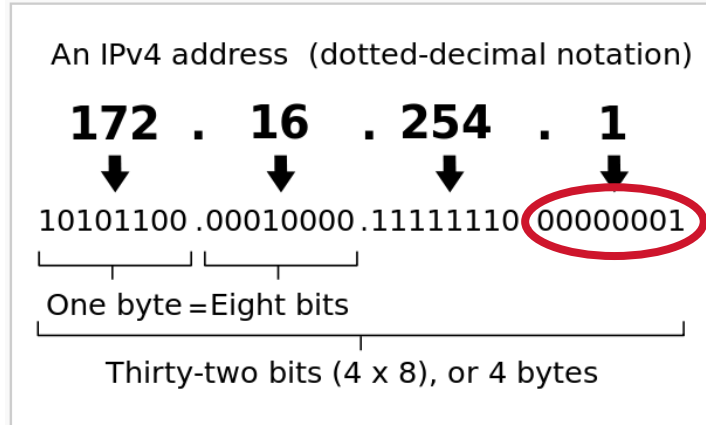 An IPv4 address (dotted-decimal notation)
172 . 16 . 254 . 1
10101100 .00010000 .11111110 00000001
One byte = Eight bits
Thirty-two bits (4 x 8), or 4 bytes